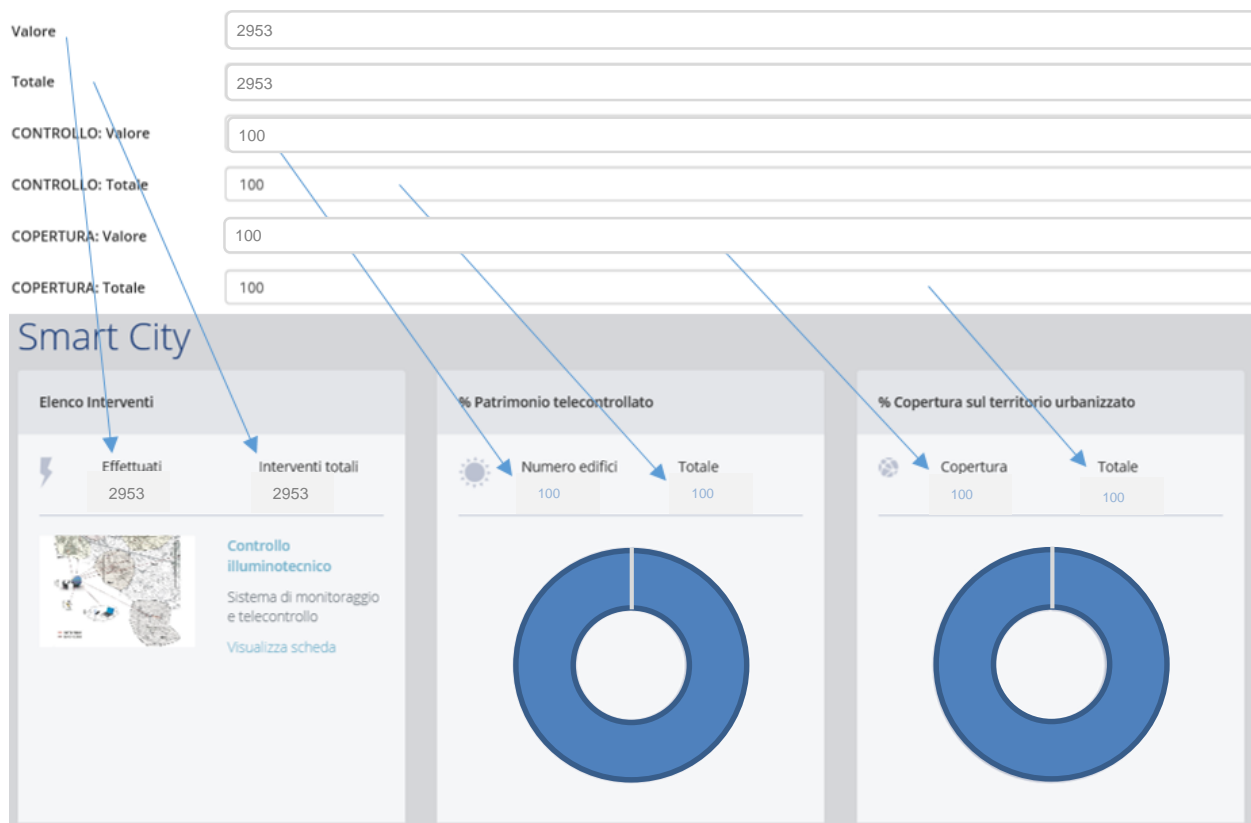 Valore 2953
Totale 2953
CONTROLLO: Valore 100
CONTROLLO: Totale 100
COPERTURA: Valore 100
COPERTURA: Totale 100
Smart City
Elenco Interventi
Effettuati Interventi totali
2953 2953
Controllo
illuminotecnico
Sistema di monitoraggio
e telecontrollo
Visualizza scheda
% Patrimonio telecontrollato
Numero edifici Totale
100 100
% Copertura sul territorio urbanizzato
Copertura Totale
100 100